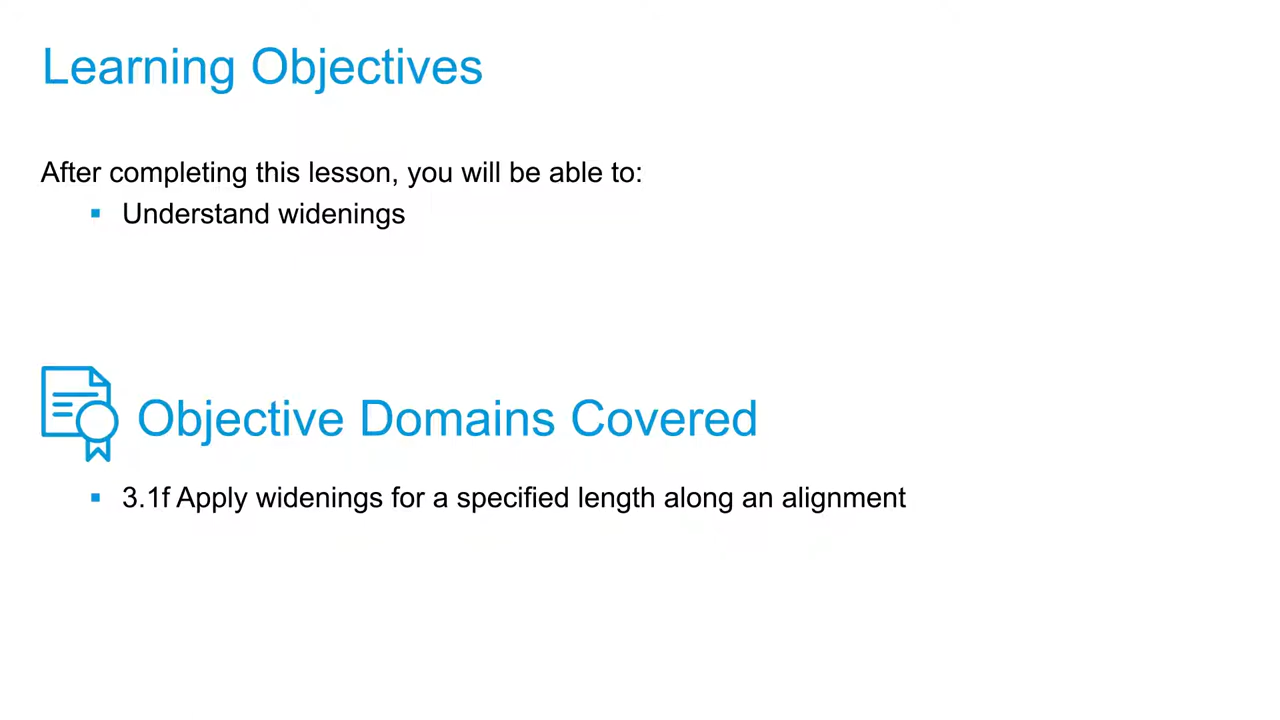 Learning Objectives
After completing this lesson, you will be able to:
▪ Understand widenings
Objective Domains Covered
▪ 3.1f Apply widenings for a specified length along an alignment